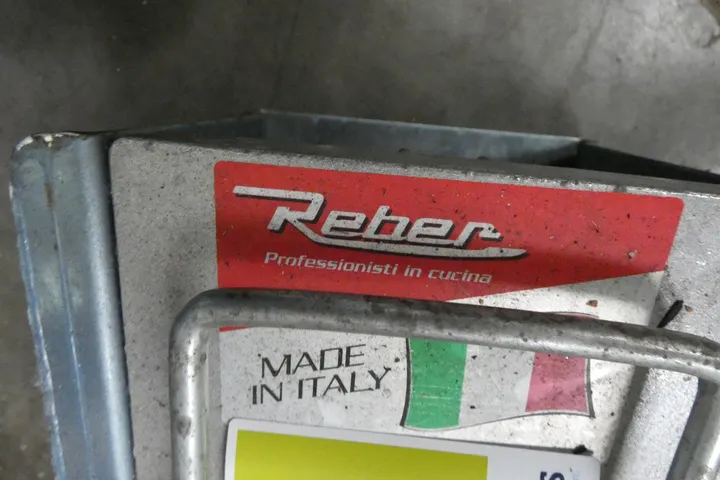 Reber
Professionisti in cucina
MADE
IN ITALY